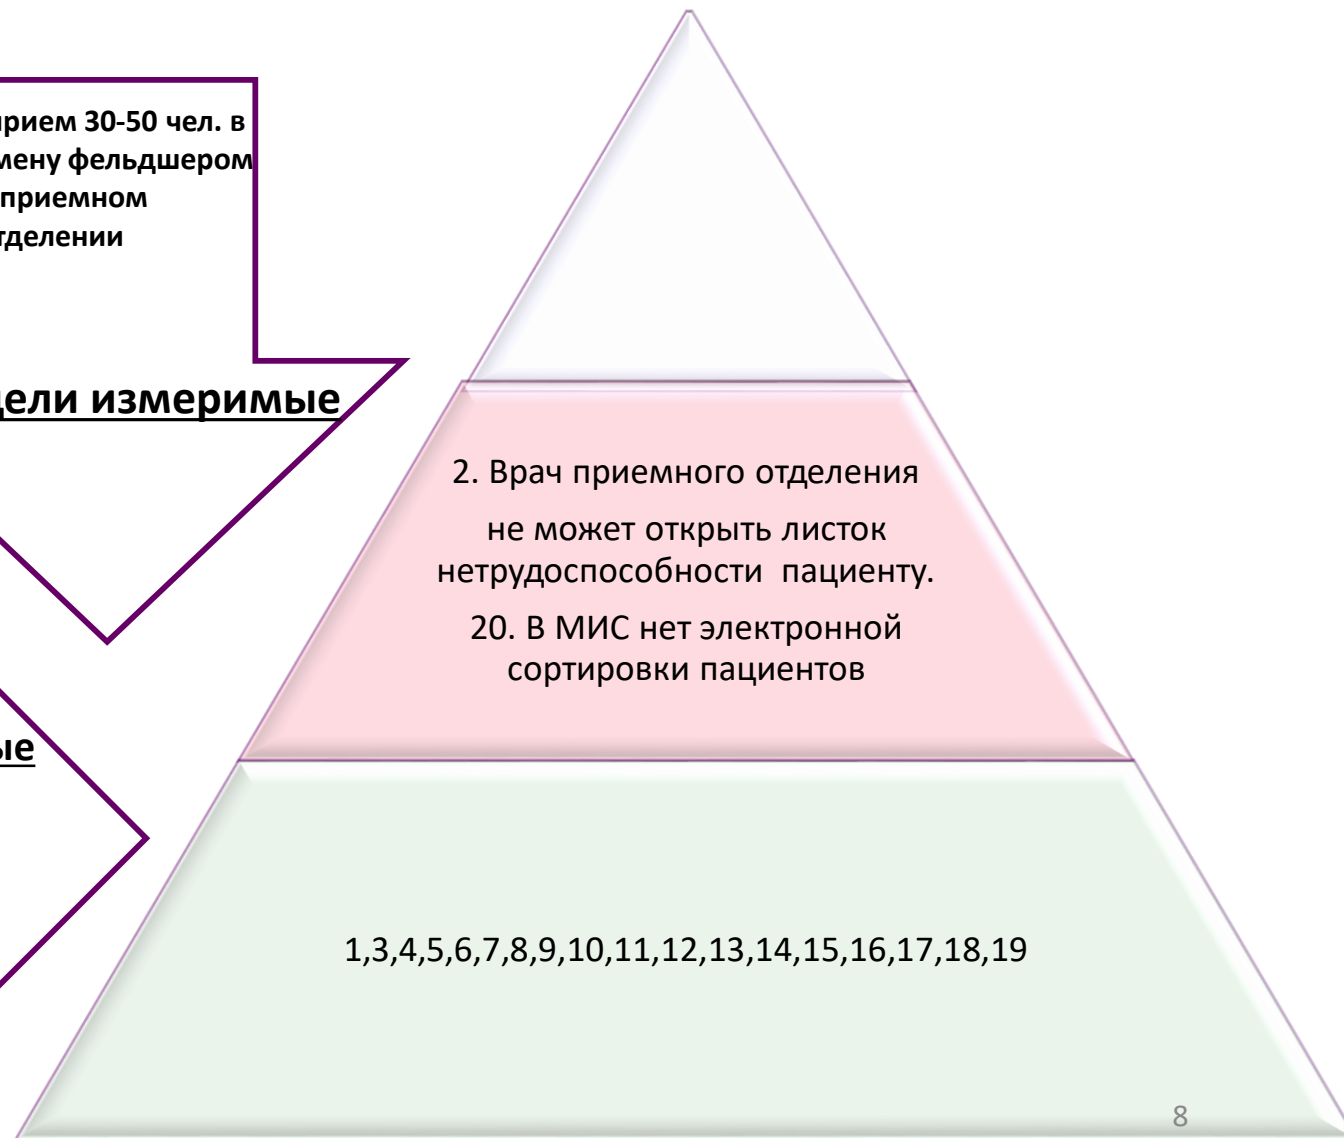 рием 30-50 чел. в
мену фельдшером
приемном
тделении
ели измеримые
2. Врач приемного отделения
не может открыть листок
нетрудоспособности пациенту.
20. В МИС нет электронной
сортировки пациентов
ые
1,3,4,5,6,7,8,9,10,11,12,13,14,15,16,17,18,19
8